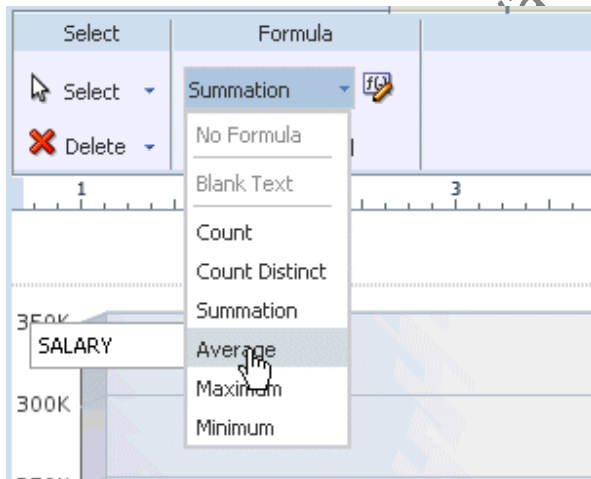 Select Formula
Select Summation
Delete
No Formula
Blank Text
1 3
Count
Count Distinct
Summation
350K
SALARY
Average
Maximum
300K
Minimum